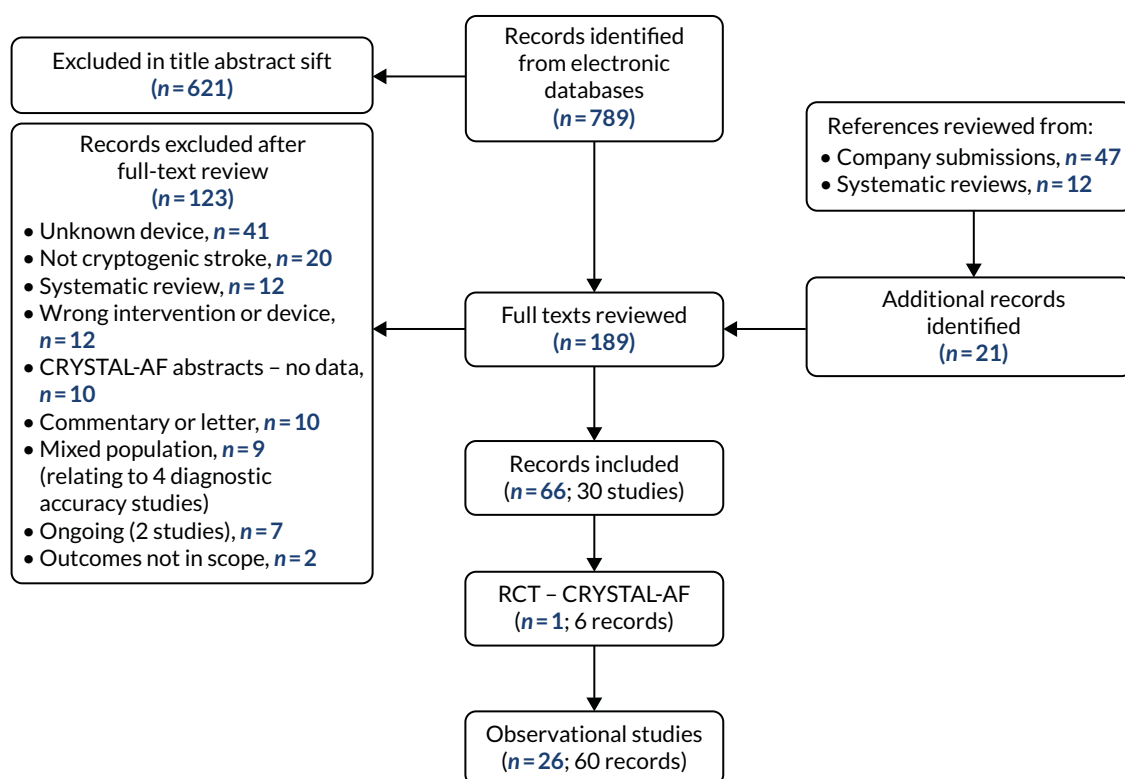 Records identified
from electronic
databases
(n=789)
Excluded in title abstract sift
(n=621)
References reviewed from:
• Company submissions, n=47
• Systematic reviews, n=12
Records excluded after
full-text review
(n=123)
• Unknown device, n=41
• Not cryptogenic stroke, n=20
• Systematic review, n=12
• Wrong intervention or device,
n=12
• CRYSTAL-AF abstracts – no data,
n=10
• Commentary or letter, n=10
• Mixed population, n=9
(relating to 4 diagnostic
accuracy studies)
• Ongoing (2 studies), n=7
• Outcomes not in scope, n=2
Additional records
identified
(n=21)
Full texts reviewed
(n=189)
Records included
(n=66; 30 studies)
RCT – CRYSTAL-AF
(n=1; 6 records)
Observational studies
(n=26; 60 records)